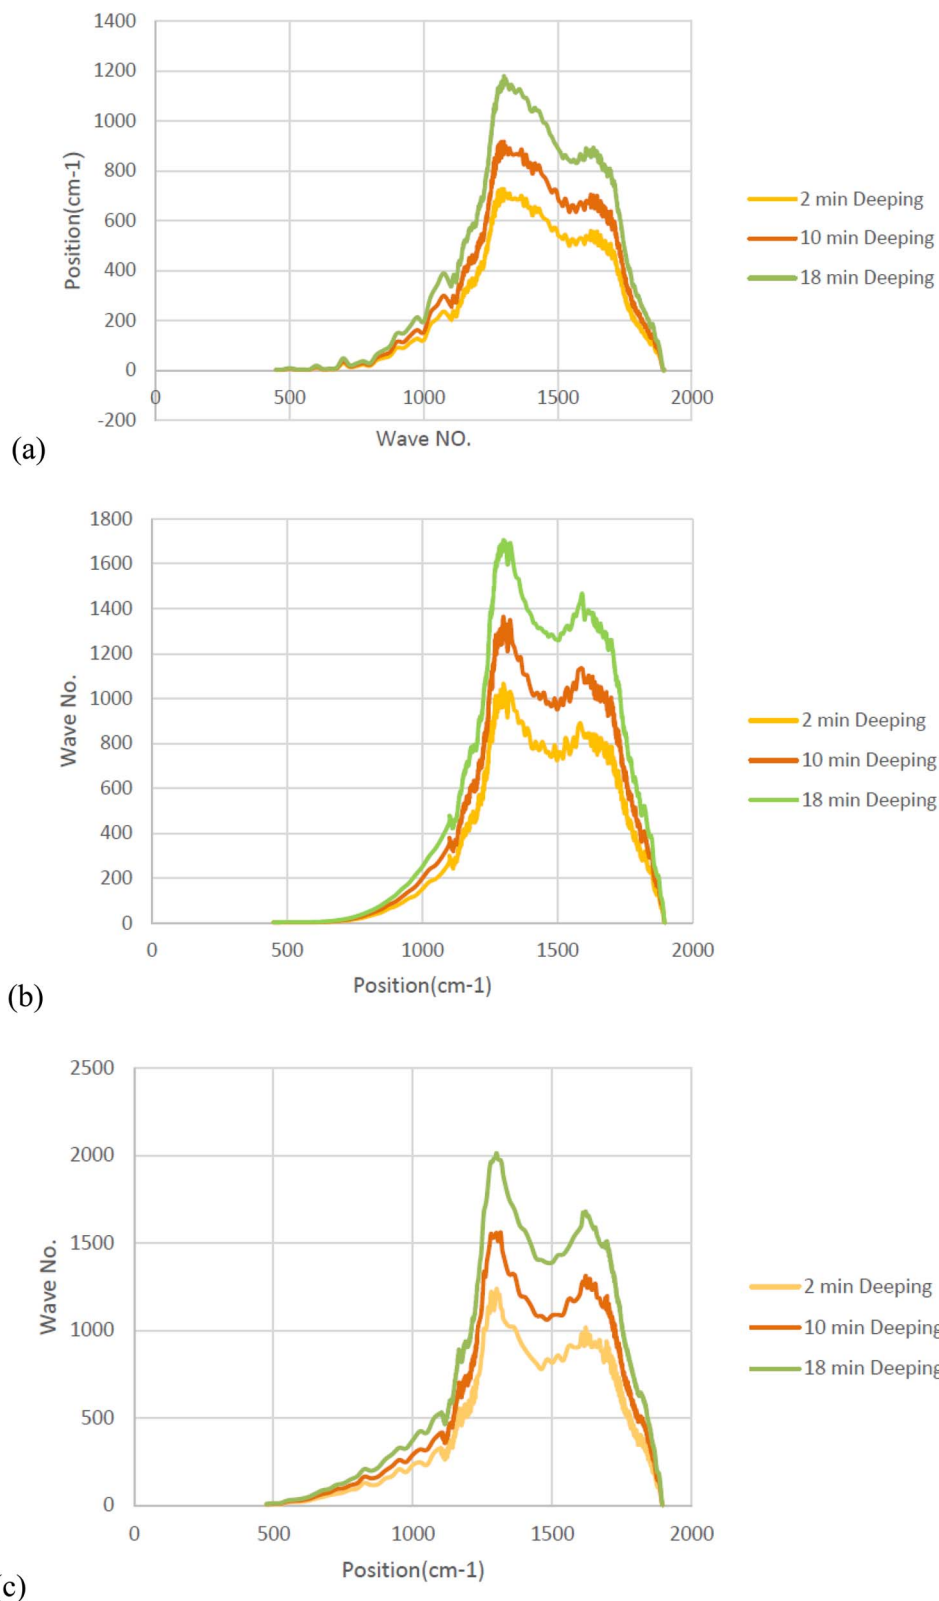 1400
1200
1000
800
600
400
200
0
-200
Position(cm-1)
0 500 1000 1500 2000
Wave NO.
2 min Deeping
10 min Deeping
18 min Deeping
(a)
1800
1600
1400
1200
1000
800
600
400
200
0
Wave No.
0 500 1000 1500 2000
Position(cm-1)
2 min Deeping
10 min Deeping
18 min Deeping
(b)
2500
2000
1500
1000
500
0
Wave No.
0 500 1000 1500 2000
Position(cm-1)
2 min Deeping
10 min Deeping
18 min Deeping
(c)